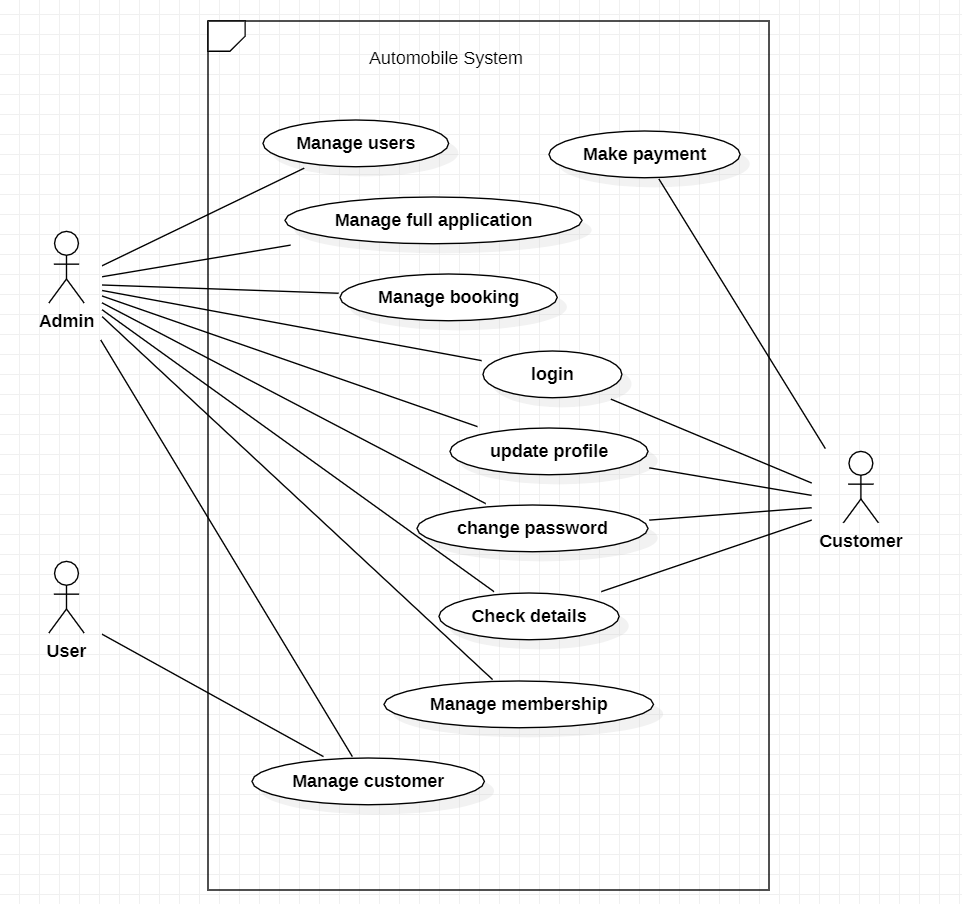 Automobile System
Manage users
Make payment
Manage full application
Admin
Manage booking
login
update profile
change password
Customer
Check details
User
Manage membership
Manage customer